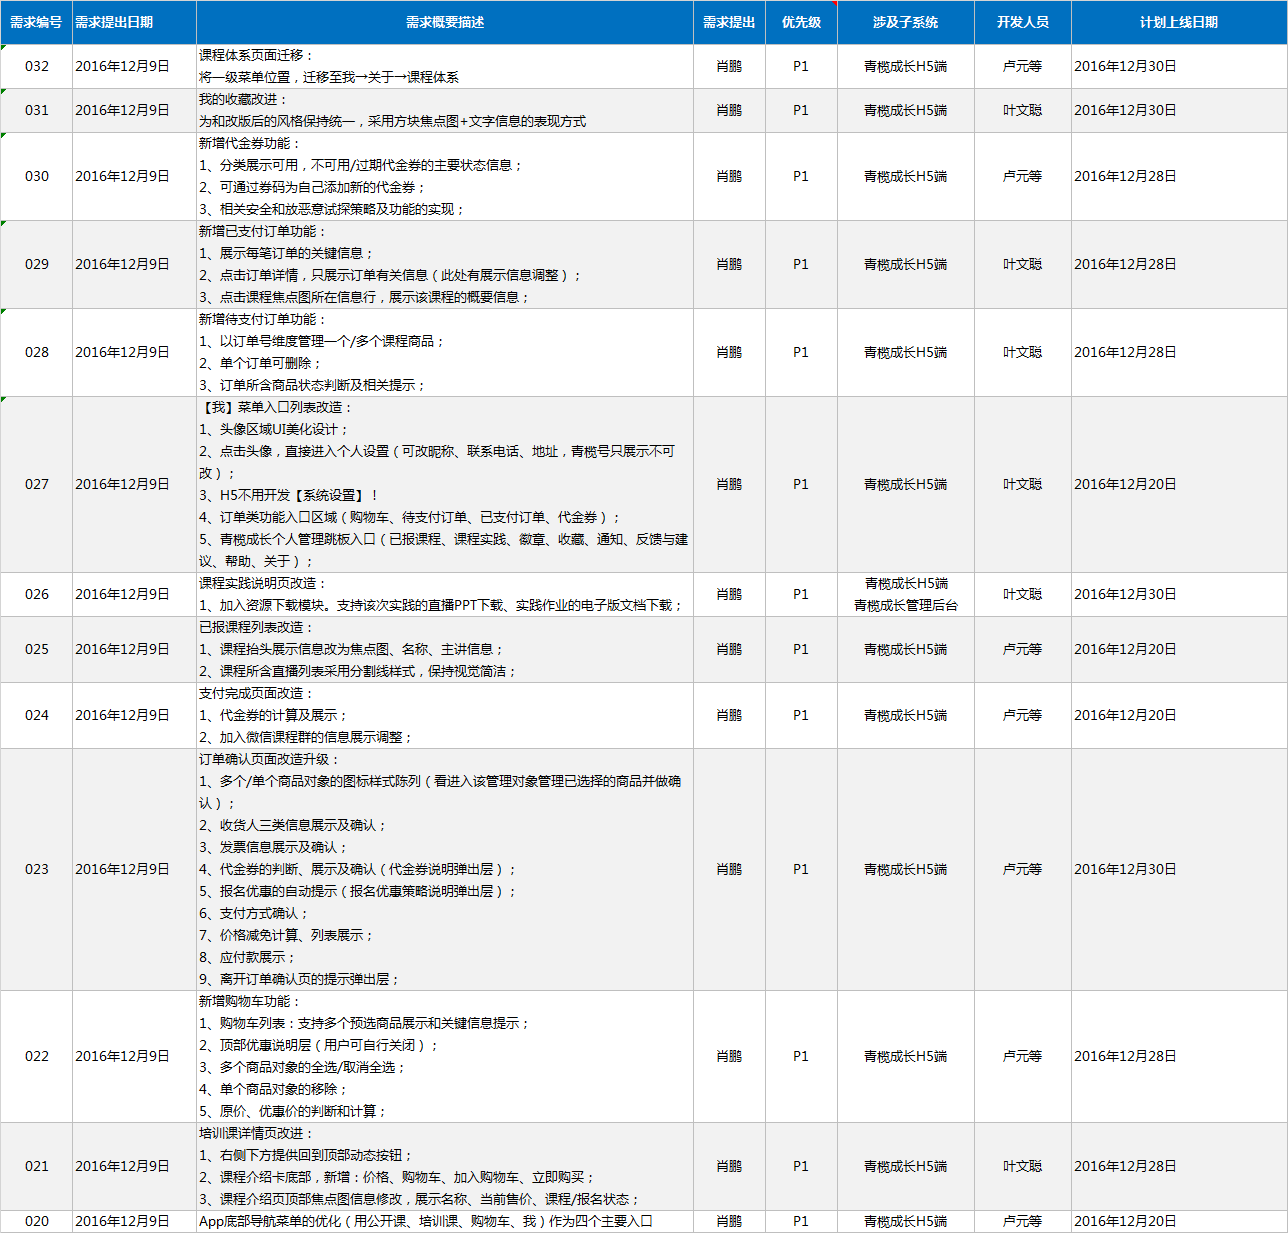 需求编号 需求提出日期 需求概要描述 需求提出 优先级 涉及子系统 开发人员 计划上线日期
032 2016年12月9日 课程体系页面迁移：
将一级菜单位置，迁移至我→关于→课程体系 肖鹏 P1 青榄成长H5端 卢元等 2016年12月30日
031 2016年12月9日 我的收藏改进：
为和改版后的风格保持统一，采用方块焦点图+文字信息的表现方式 肖鹏 P1 青榄成长H5端 叶文聪 2016年12月30日
030 2016年12月9日 新增代金券功能：
1、分类展示可用，不可用/过期代金券的主要状态信息；
2、可通过券码为自己添加新的代金券；
3、相关安全和放恶意试探策略及功能的实现； 肖鹏 P1 青榄成长H5端 卢元等 2016年12月28日
029 2016年12月9日 新增已支付订单功能：
1、展示每笔订单的关键信息；
2、点击订单详情，只展示订单有关信息（此处有展示信息调整）；
3、点击课程焦点图所在信息行，展示该课程的概要信息； 肖鹏 P1 青榄成长H5端 叶文聪 2016年12月28日
028 2016年12月9日 新增待支付订单功能：
1、以订单号维度管理一个/多个课程商品；
2、单个订单可删除；
3、订单所含商品状态判断及相关提示； 肖鹏 P1 青榄成长H5端 叶文聪 2016年12月28日
027 2016年12月9日 【我】菜单入口列表改造：
1、头像区域UI美化设计；
2、点击头像，直接进入个人设置（可改昵称、联系电话、地址，青榄号只展示不可
改）；
3、H5不用开发【系统设置】！
4、订单类功能入口区域（购物车、待支付订单、已支付订单、代金券）；
5、青榄成长个人管理跳板入口（已报课程、课程实践、徽章、收藏、通知、反馈与建
议、帮助、关于）； 肖鹏 P1 青榄成长H5端 叶文聪 2016年12月20日
026 2016年12月9日 课程实践说明页改造：
1、加入资源下载模块。支持该次实践的直播PPT下载、实践作业的电子版文档下载； 肖鹏 P1 青榄成长H5端
青榄成长管理后台 叶文聪 2016年12月30日
025 2016年12月9日 已报课程列表改造：
1、课程抬头展示信息改为焦点图、名称、主讲信息；
2、课程所含直播列表采用分割线样式，保持视觉简洁； 肖鹏 P1 青榄成长H5端 卢元等 2016年12月20日
024 2016年12月9日 支付完成页面改造：
1、代金券的计算及展示；
2、加入微信课程群的信息展示调整； 肖鹏 P1 青榄成长H5端 卢元等 2016年12月20日
023 2016年12月9日 订单确认页面改造升级：
1、多个/单个商品对象的图标样式陈列（看进入该管理对象管理已选择的商品并做确
认）；
2、收货人三类信息展示及确认；
3、发票信息展示及确认；
4、代金券的判断、展示及确认（代金券说明弹出层）；
5、报名优惠的自动提示（报名优惠策略说明弹出层）；
6、支付方式确认；
7、价格减免计算、列表展示；
8、应付款展示；
9、离开订单确认页的提示弹出层； 肖鹏 P1 青榄成长H5端 卢元等 2016年12月30日
022 2016年12月9日 新增购物车功能：
1、购物车列表：支持多个预选商品展示和关键信息提示；
2、顶部优惠说明层（用户可自行关闭）；
3、多个商品对象的全选/取消全选；
4、单个商品对象的移除；
5、原价、优惠价的判断和计算； 肖鹏 P1 青榄成长H5端 卢元等 2016年12月28日
021 2016年12月9日 培训课详情页改进：
1、右侧下方提供回到顶部动态按钮；
2、课程介绍卡底部，新增：价格、购物车、加入购物车、立即购买；
3、课程介绍页顶部焦点图信息修改，展示名称、当前售价、课程/报名状态； 肖鹏 P1 青榄成长H5端 叶文聪 2016年12月28日
020 2016年12月9日 App底部导航菜单的优化（用公开课、培训课、购物车、我）作为四个主要入口 肖鹏 P1 青榄成长H5端 卢元等 2016年12月20日